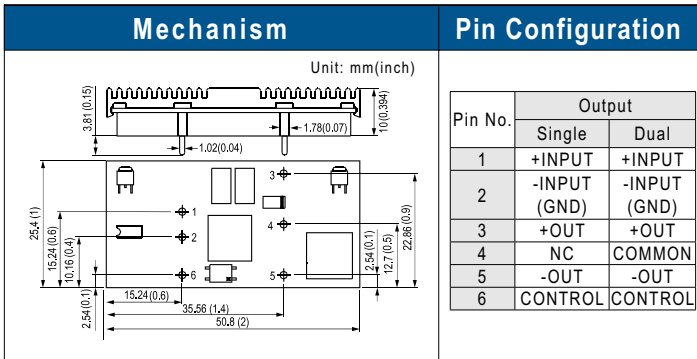 Mechanism
Pin Configuration
Unit: mm(inch)
3.81 (0.15)
1.02(0.04)
1.78(0.07)
10(0.394)
25.4 (1)
15.24 (0.6)
10.16 (0.4)
2.54(0.1)
1
2
6
3
4
5
2.54 (0.1)
12.7 (0.5)
22.86 (0.9)
15.24(0.6)
35.56 (1.4)
50.8 (2)
Pin No. Output
Single Dual
1 +INPUT +INPUT
2 -INPUT (GND) -INPUT (GND)
3 +OUT +OUT
4 NC COMMON
5 -OUT -OUT
6 CONTROL CONTROL